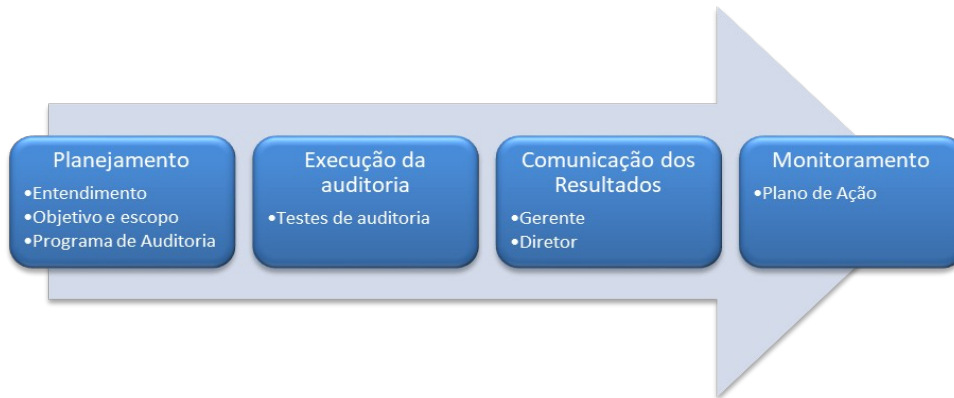 Planejamento
•Entendimento
•Objetivo e escopo
•Programa de Auditoria
Execução da
auditoria
•Testes de auditoria
Comunicação dos
Resultados
•Gerente
•Diretor
Monitoramento
•Plano de Ação